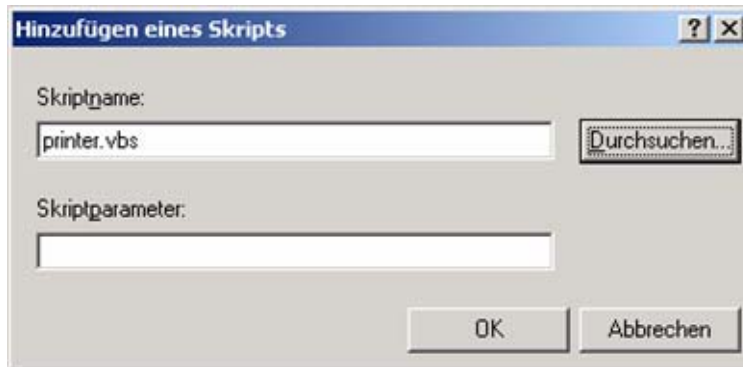 Hinzufügen eines Skripts
Skriptname:
printer.vbs
Durchsuchen...
Skriptparameter:
OK
Abbrechen